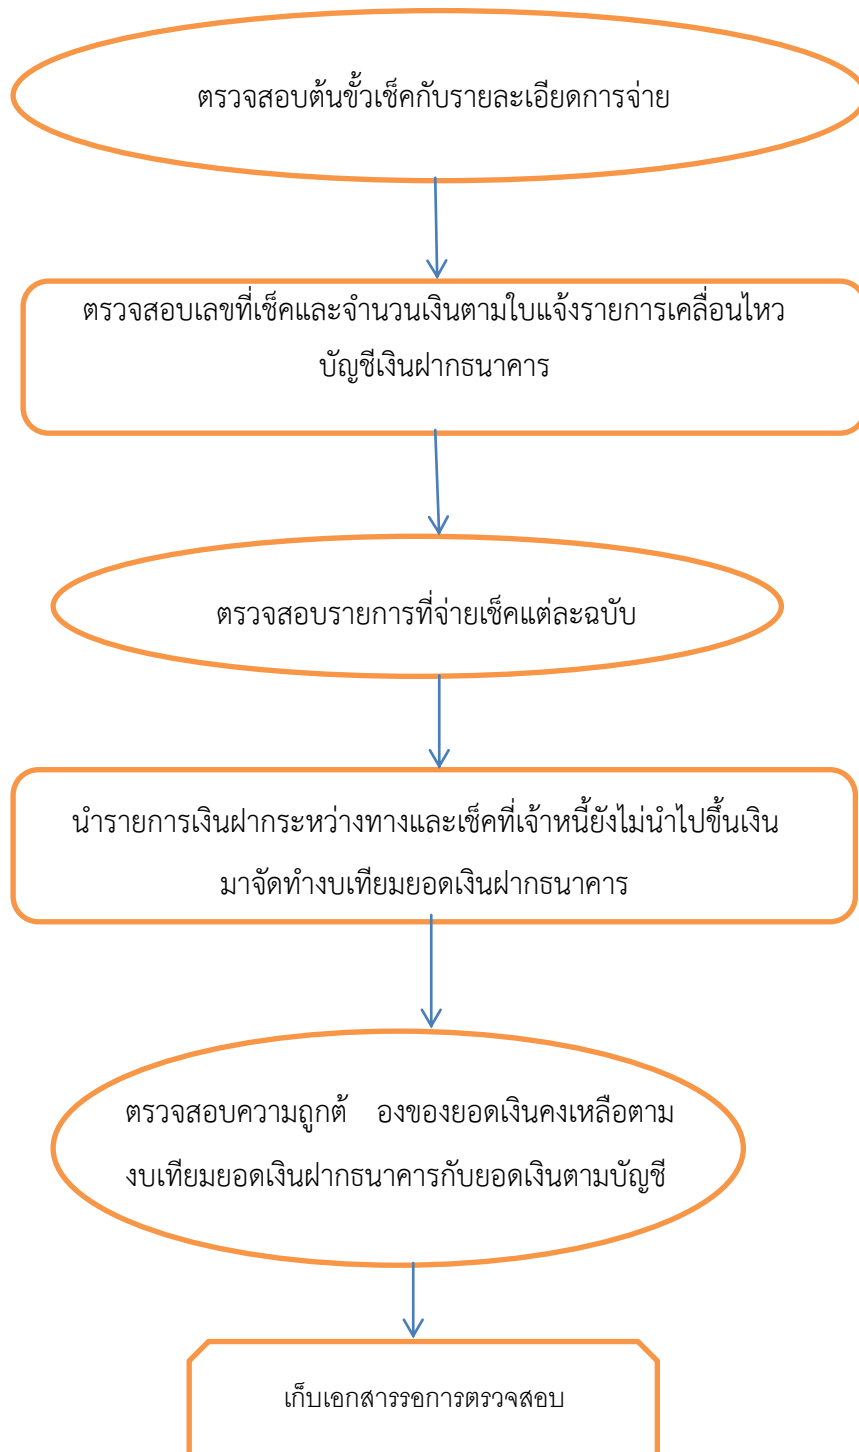 ตรวจสอบต้นขั้วเช็คกับรายละเอียดการจ่าย
ตรวจสอบเลขที่เช็คและจำนวนเงินตามใบแจ้งรายการเคลื่อนไหว
บัญชีเงินฝากธนาคาร
ตรวจสอบรายการที่จ่ายเช็คแต่ละฉบับ
นำรายการเงินฝากระหว่างทางและเช็คที่เจ้าหนี้ยังไม่นำไปขึ้นเงิน
มาจัดทำงบเทียมยอดเงินฝากธนาคาร
ตรวจสอบความถูกต้ องของยอดเงินคงเหลือตาม
งบเทียมยอดเงินฝากธนาคารกับยอดเงินตามบัญชี
เก็บเอกสารรอการตรวจสอบ